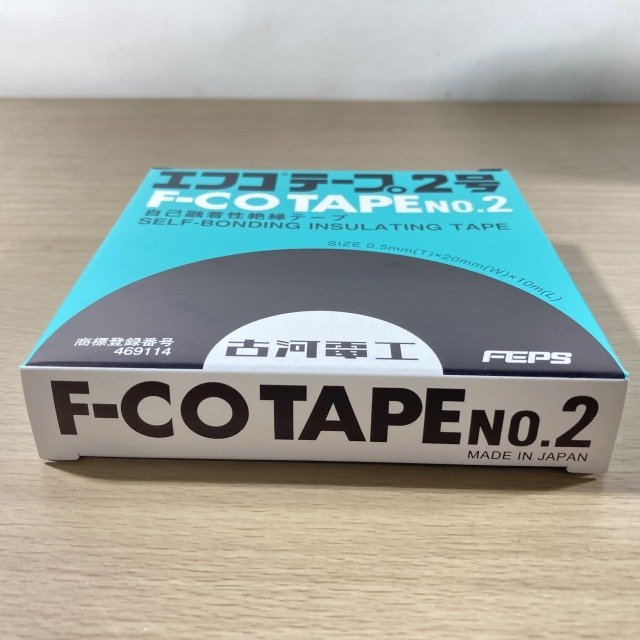 エフコ®テープ。2号
F-CO TAPE NO.2
自己融着性絶縁テープ
SELF-BONDING INSULATING TAPE
SIZE 0.5mm(T)×20mm(W)×10m(L)
商標登録番号
469114
古河電工
FEPS
F-CO TAPE NO.2
MADE IN JAPAN